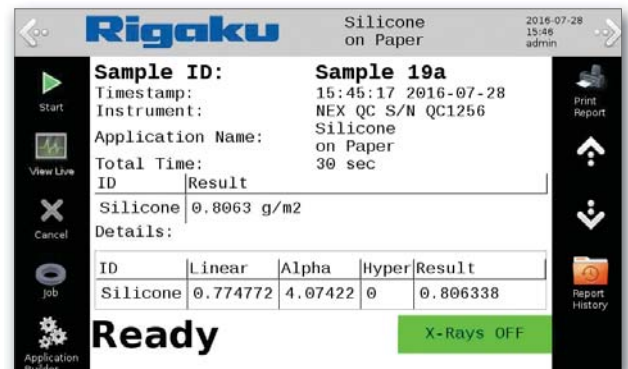 Rigaku
Silicone
on Paper
2016-07-28
15:46
admin
Start
View Live
Cancel
Job
Application
Sample ID: Sample 19a
Timestamp: 15:45:17 2016-07-28
Instrument: NEX QC S/N QC1256
Application Name: Silicone
on Paper
Total Time: 30 sec
ID Result
Silicone 0.8063 g/m2
Details:
ID Linear Alpha Hyper Result
Silicone 0.774772 4.07422 0 0.806338
Ready
X-Rays OFF
Print
Report
Report
History